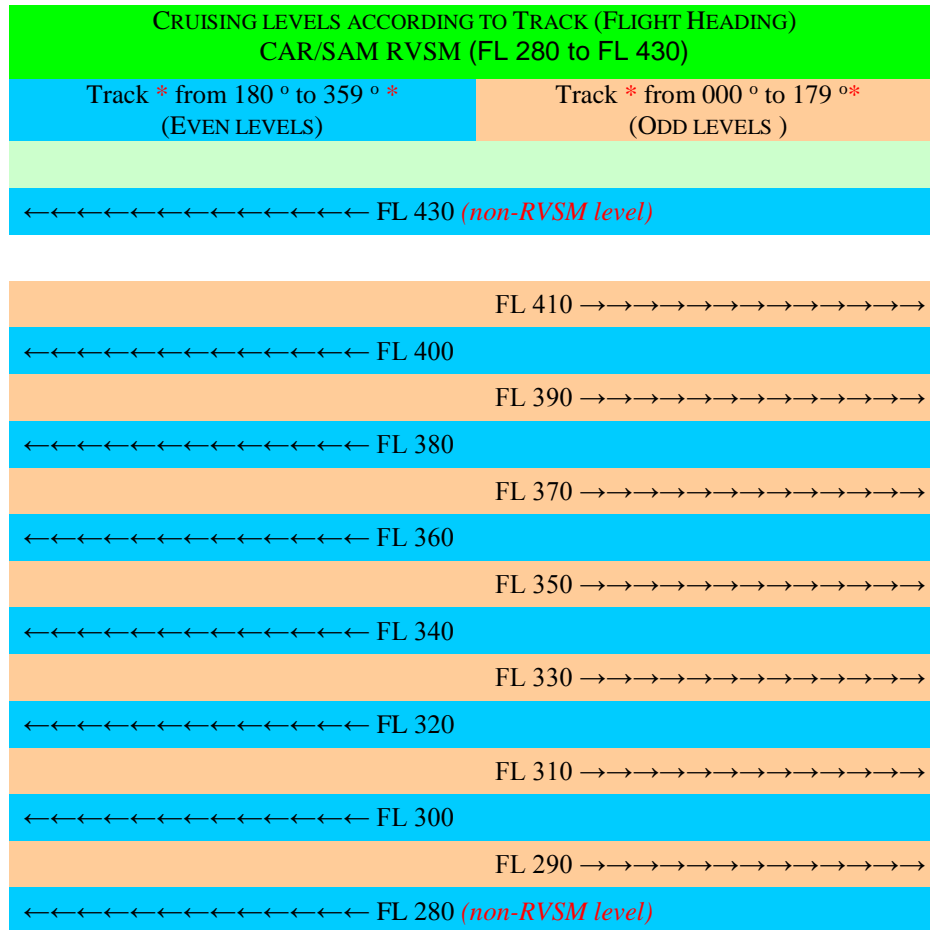 CRUISING LEVELS ACCORDING TO TRACK (FLIGHT HEADING)
CAR/SAM RVSM (FL 280 to FL 430)
Track * from 180 º to 359 º *
(EVEN LEVELS)
Track * from 000 º to 179 º*
(ODD LEVELS )
←←←←←←←←←←←←← FL 430 (non-RVSM level)
FL 410 →→→→→→→→→→→→→
←←←←←←←←←←←←← FL 400
FL 390 →→→→→→→→→→→→→
←←←←←←←←←←←←← FL 380
FL 370 →→→→→→→→→→→→→
←←←←←←←←←←←←← FL 360
FL 350 →→→→→→→→→→→→→
←←←←←←←←←←←←← FL 340
FL 330 →→→→→→→→→→→→→
←←←←←←←←←←←←← FL 320
FL 310 →→→→→→→→→→→→→
←←←←←←←←←←←←← FL 300
FL 290 →→→→→→→→→→→→→
←←←←←←←←←←←←← FL 280 (non-RVSM level)